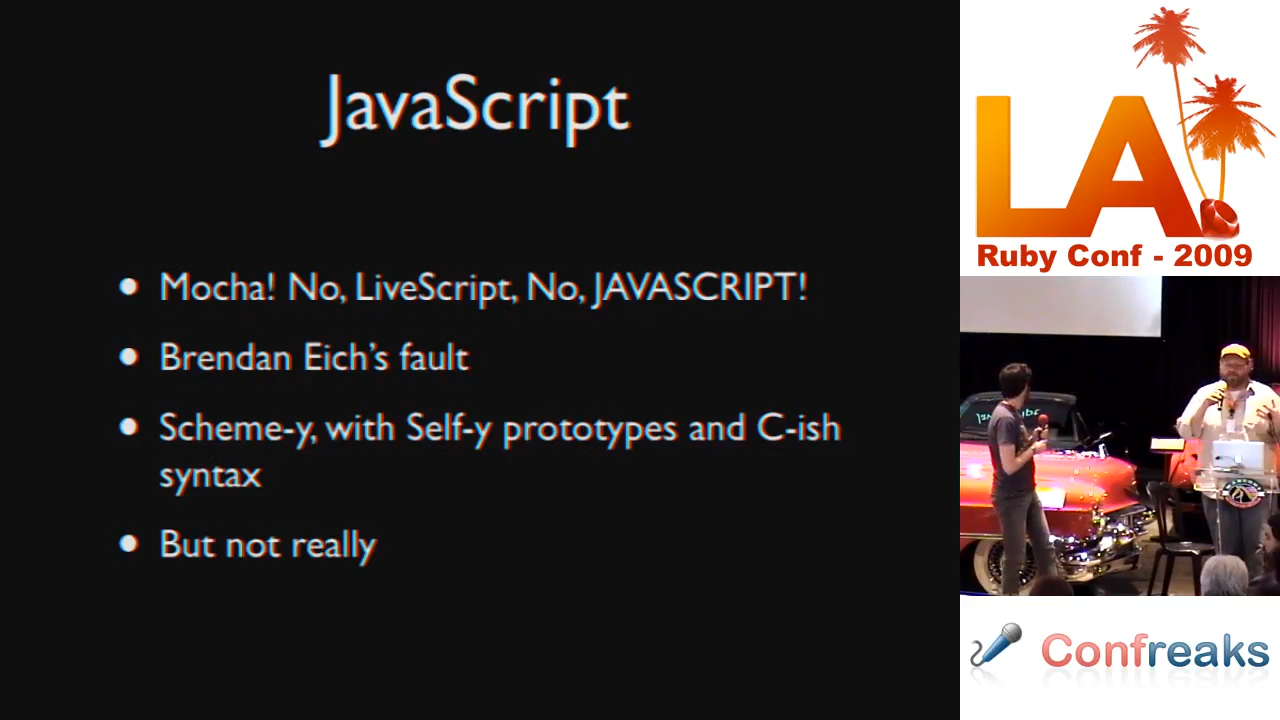 JavaScript
• Mocha! No, LiveScript, No, JAVASCRIPT!
• Brendan Eich's fault
• Scheme-y, with Self-y prototypes and C-ish
syntax
• But not really
LA
Ruby Conf - 2009
Confreaks